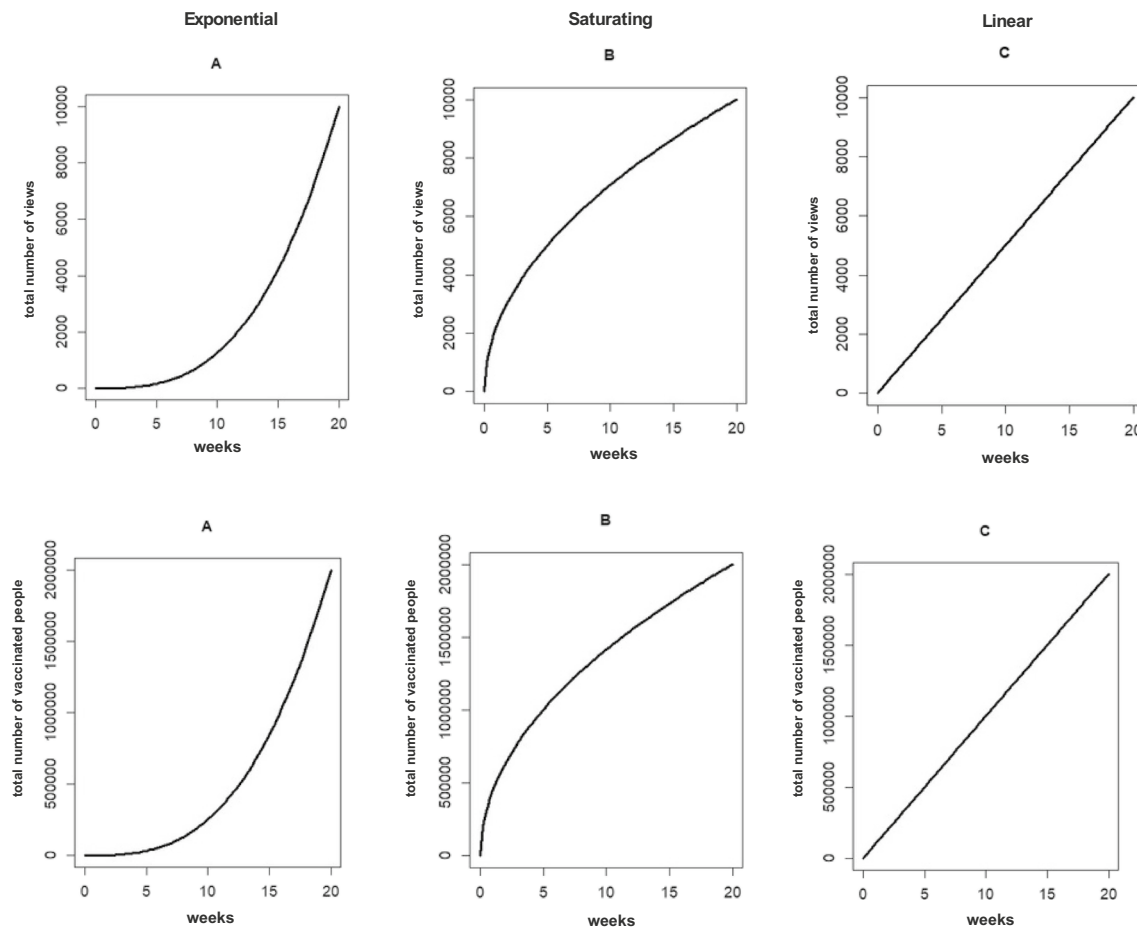 Exponential
Saturating
Linear
A
B
C
total number of views
0 2000 4000 6000 8000 10000
0 5 10 15 20
weeks
total number of views
0 2000 4000 6000 8000 10000
0 5 10 15 20
weeks
total number of views
0 2000 4000 6000 8000 10000
0 5 10 15 20
weeks
A
B
C
total number of vaccinated people
0 500000 1000000 1500000 2000000
0 5 10 15 20
weeks
total number of vaccinated people
0 500000 1000000 1500000 2000000
0 5 10 15 20
weeks
total number of vaccinated people
0 500000 1000000 1500000 2000000
0 5 10 15 20
weeks